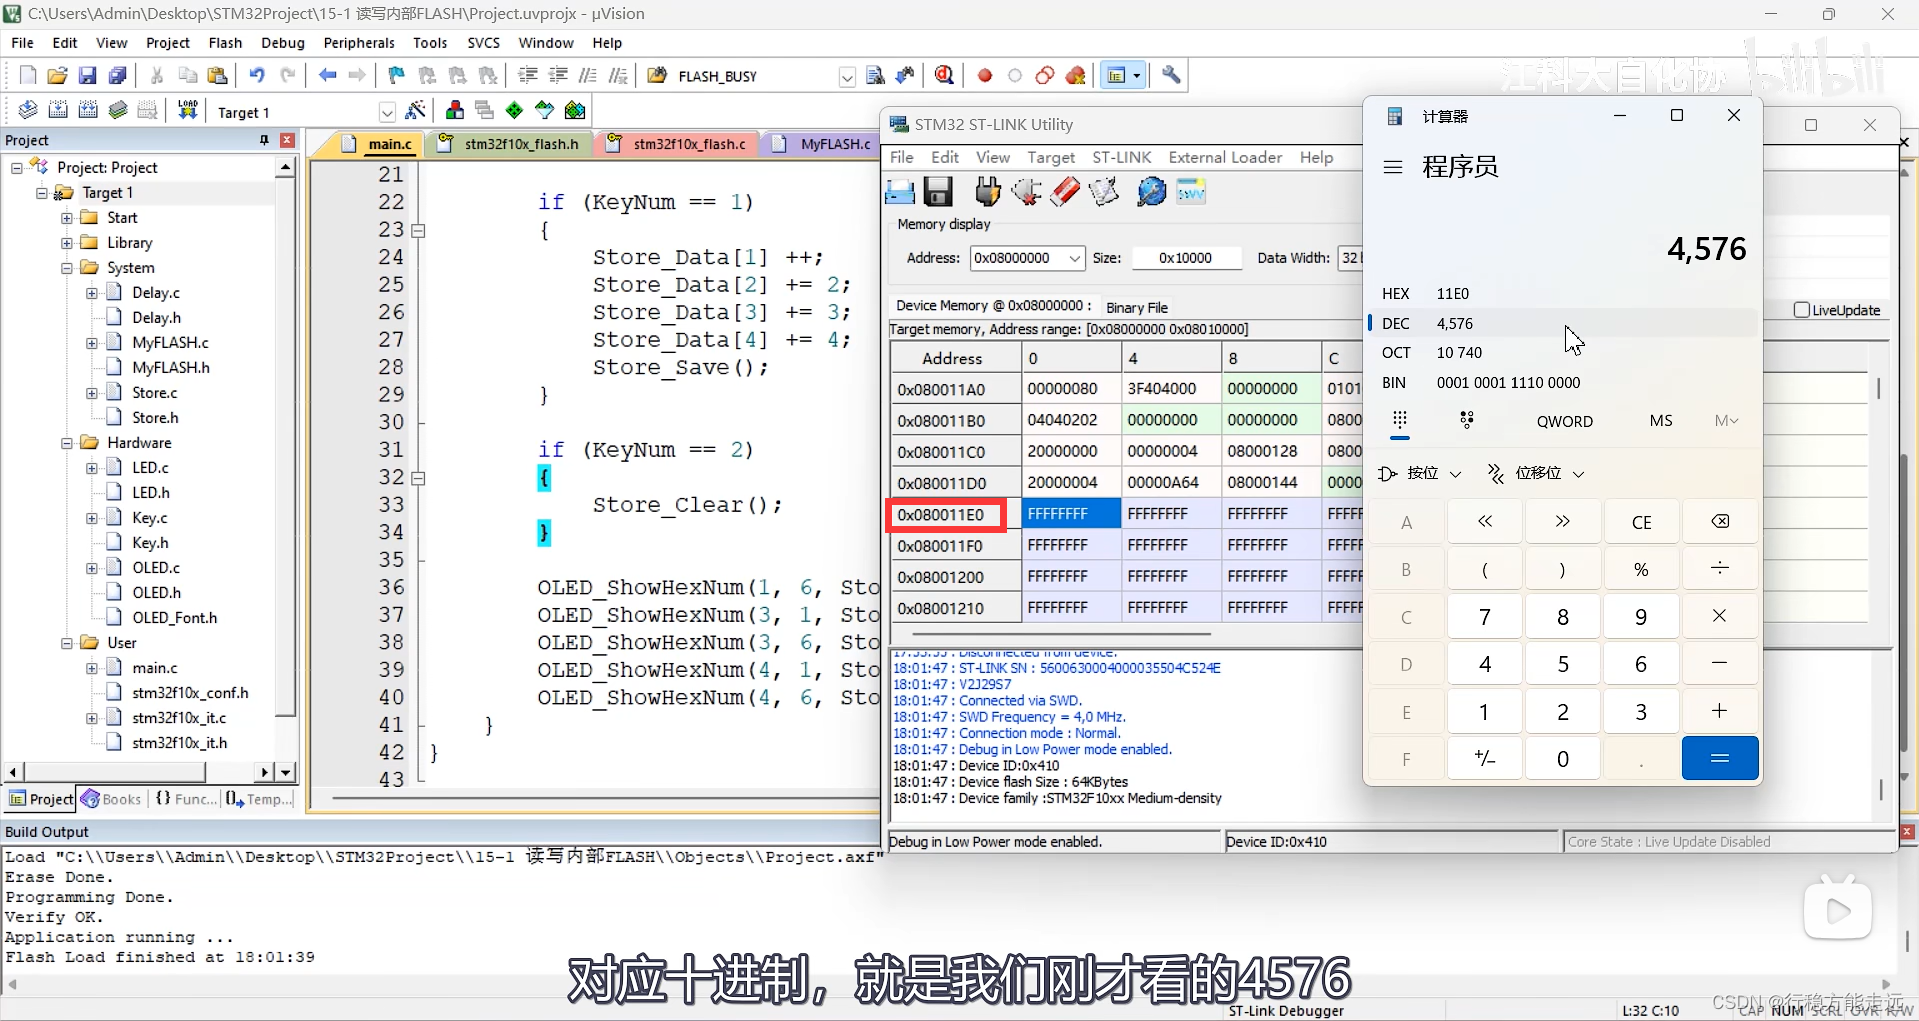 C:\Users\Admin\Desktop\STM32Project\15-1 读写内部FLASH\Project.uvprojx - µVision
File Edit View Project Flash Debug Peripherals Tools SVCS Window Help
FLASH_BUSY
江科大自化协 bilibili
LOAD Target 1
Project
main.c stm32f10x_flash.h stm32f10x_flash.c MyFLASH.c
Project: Project
Target 1
Start
Library
System
Delay.c
Delay.h
MyFLASH.c
MyFLASH.h
Store.c
Store.h
Hardware
LED.c
LED.h
Key.c
Key.h
OLED.c
OLED.h
OLED_Font.h
User
main.c
stm32f10x_conf.h
stm32f10x_it.c
stm32f10x_it.h
Project Books {} Func... Temp...
21
22 if (KeyNum == 1)
23 {
24 Store_Data[1] ++;
25 Store_Data[2] += 2;
26 Store_Data[3] += 3;
27 Store_Data[4] += 4;
28 Store_Save();
29 }
30
31 if (KeyNum == 2)
32 {
33 Store_Clear();
34 }
35
36 OLED_ShowHexNum(1, 6, Sto
37 OLED_ShowHexNum(3, 1, Sto
38 OLED_ShowHexNum(3, 6, Sto
39 OLED_ShowHexNum(4, 1, Sto
40 OLED_ShowHexNum(4, 6, Sto
41 }
42 }
43
STM32 ST-LINK Utility
File Edit View Target ST-LINK External Loader Help
Memory display
Address: 0x08000000 Size: 0x10000 Data Width: 32 b
Device Memory @ 0x08000000 : Binary File
LiveUpdate
Target memory, Address range: [0x08000000 0x08010000]
Address 0 4 8 C
0x080011A0 00000080 3F404000 00000000 0101
0x080011B0 04040202 00000000 00000000 0800
0x080011C0 20000000 00000004 08000128 0800
0x080011D0 20000004 00000A64 08000144 0000
0x080011E0 FFFFFFFF FFFFFFFF FFFFFFFF FFFF
0x080011F0 FFFFFFFF FFFFFFFF FFFFFFFF FFFF
0x08001200 FFFFFFFF FFFFFFFF FFFFFFFF FFFF
0x08001210 FFFFFFFF FFFFFFFF FFFFFFFF FFFF
Disconnected from device.
18:01:47 : ST-LINK SN : 5600630004000035504C524E
18:01:47 : V2J29S7
18:01:47 : Connected via SWD.
18:01:47 : SWD Frequency = 4,0 MHz.
18:01:47 : Connection mode : Normal.
18:01:47 : Debug in Low Power mode enabled.
18:01:47 : Device ID:0x410
18:01:47 : Device flash Size : 64KBytes
18:01:47 : Device family :STM32F10xx Medium-density
Debug in Low Power mode enabled. Device ID:0x410 Core State : Live Update Disabled
计算器
程序员
4,576
HEX 11E0
DEC 4,576
OCT 10 740
BIN 0001 0001 1110 0000
QWORD MS M
按位 位移位
A « » CE
B ( ) % ÷
C 7 8 9 ×
D 4 5 6 −
E 1 2 3 +
F +/- 0 . =
Build Output
Load "C:\\Users\\Admin\\Desktop\\STM32Project\\15-1 读写内部FLASH\\Objects\\Project.axf"
Erase Done.
Programming Done.
Verify OK.
Application running ...
Flash Load finished at 18:01:39
对应十进制，就是我们刚才看的4576
ST-Link Debugger L:32 C:10 CAP NUM SCRL OVR R/W
CSDN @行稳方能走远